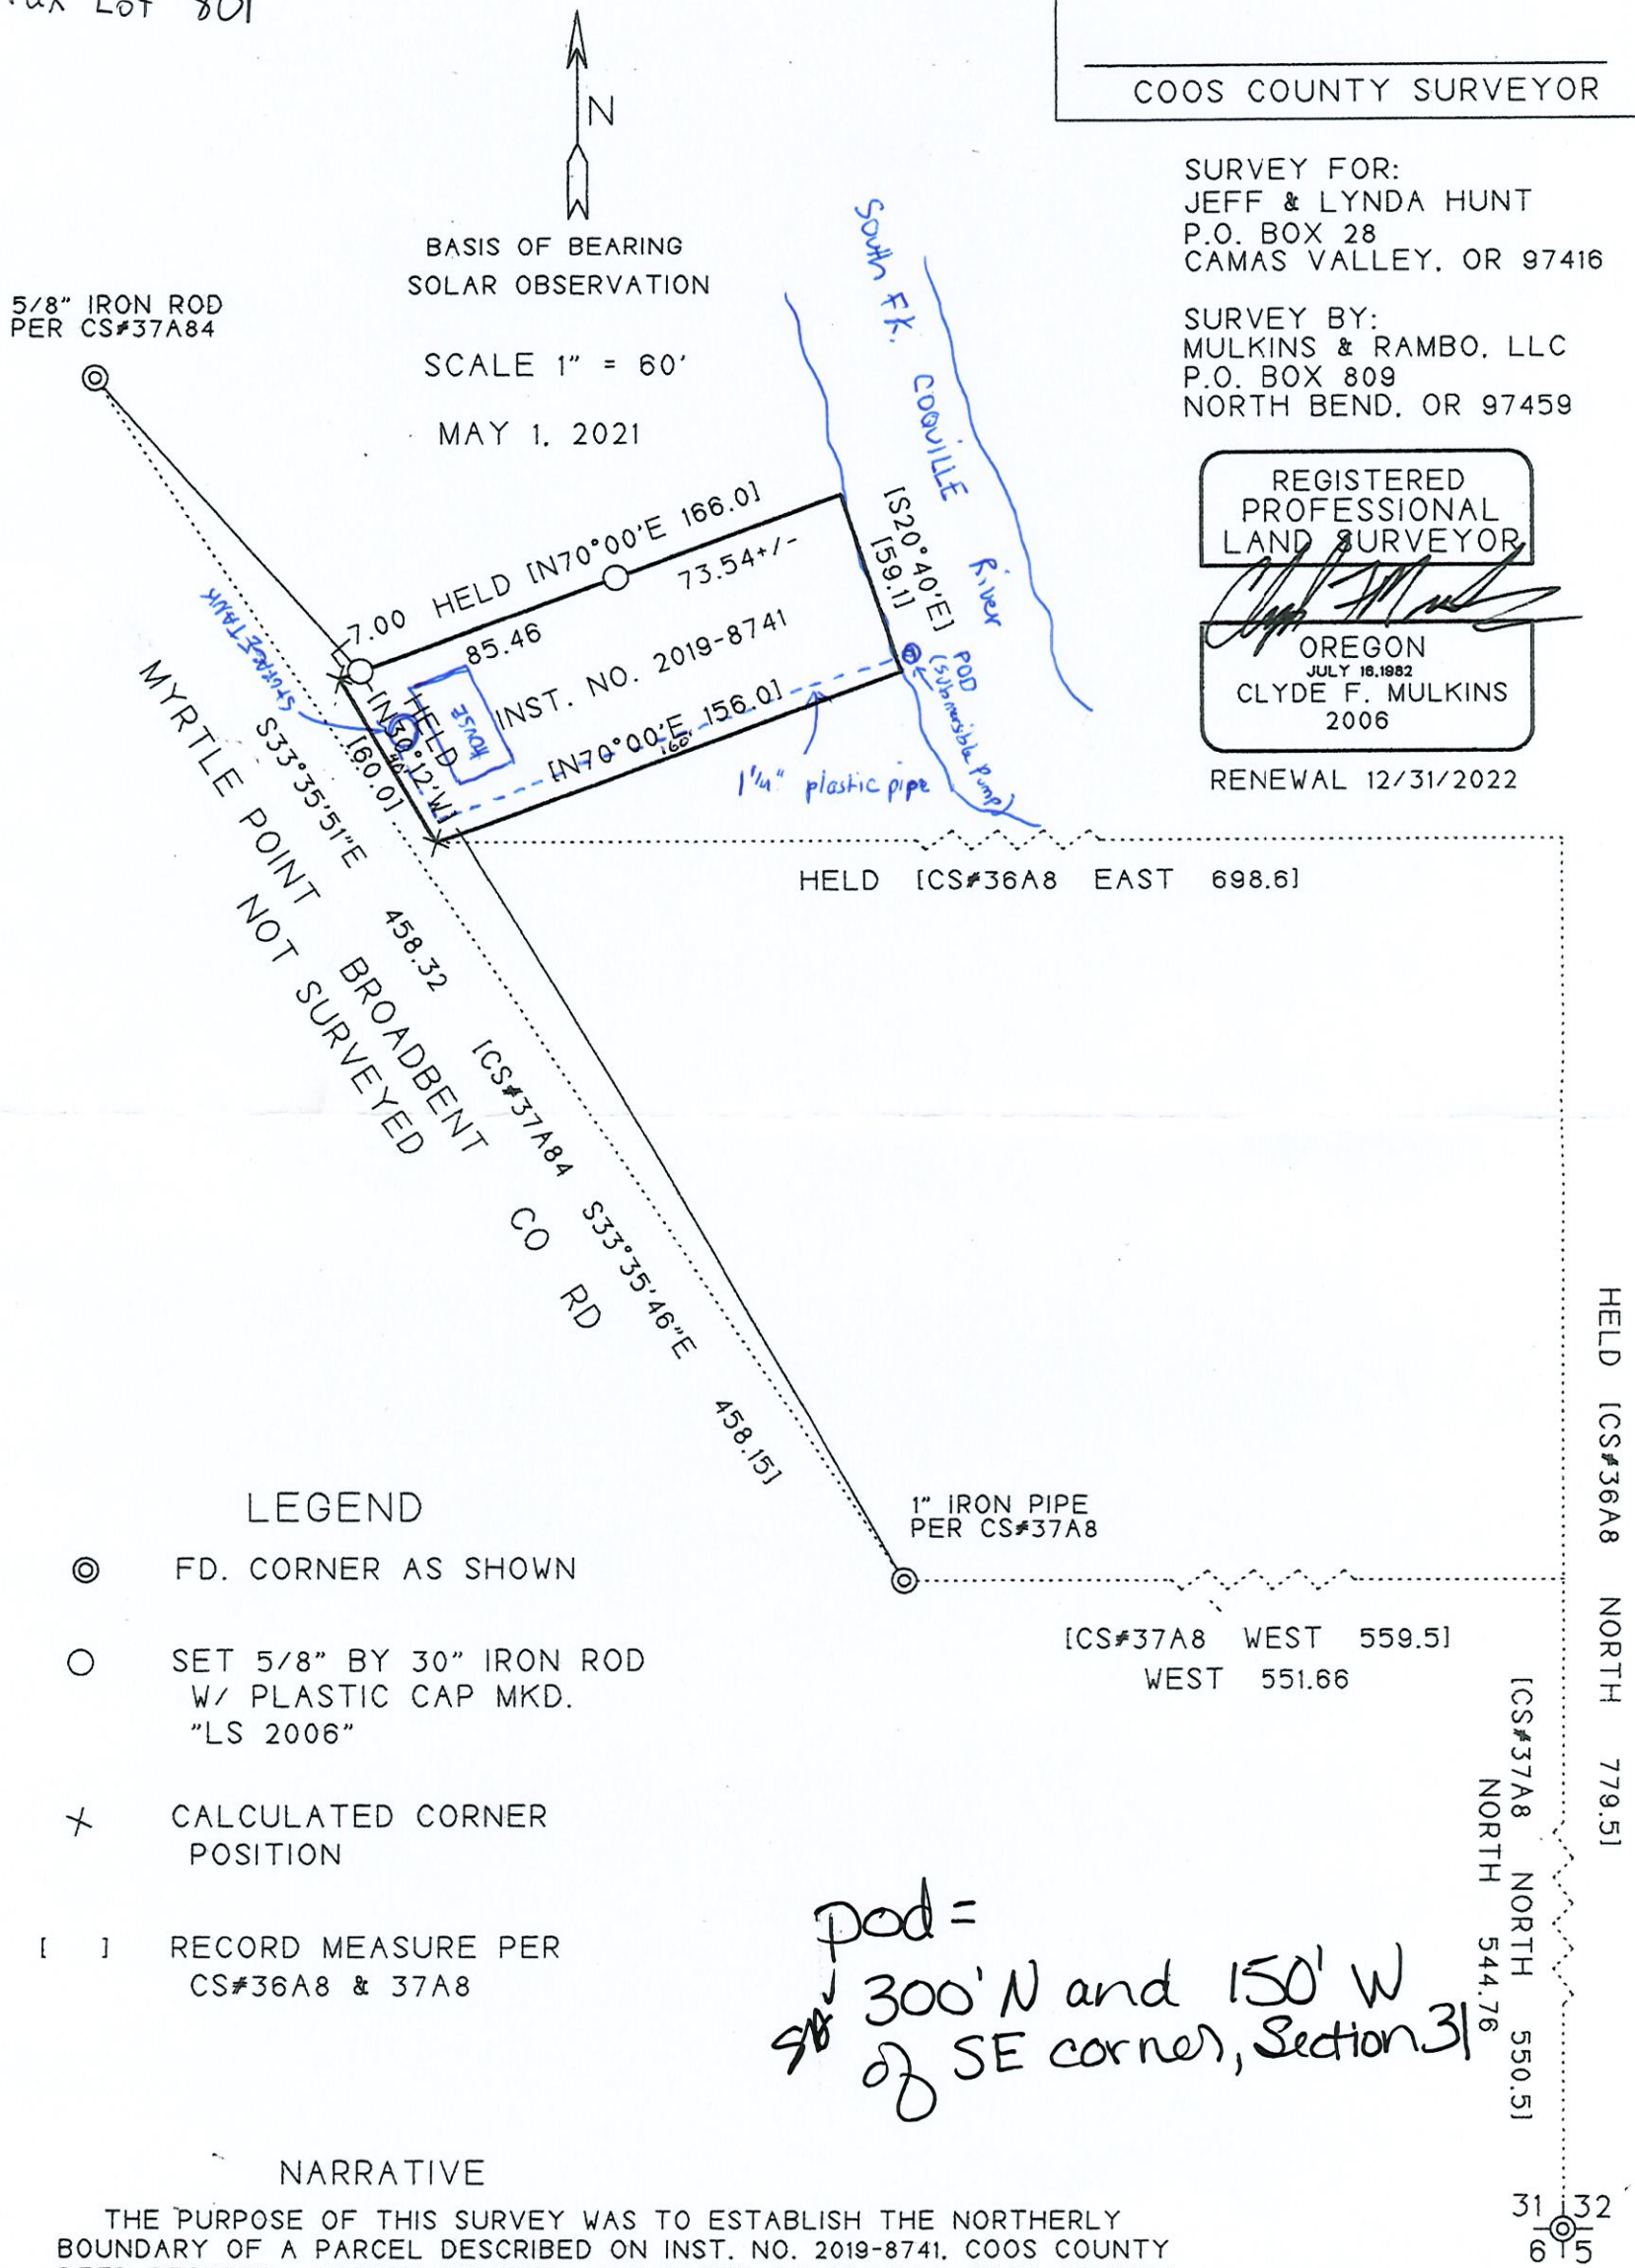 Tax Lot 801
COOS COUNTY SURVEYOR
N
BASIS OF BEARING
SOLAR OBSERVATION
SCALE 1" = 60'
MAY 1, 2021
SURVEY FOR:
JEFF & LYNDA HUNT
P.O. BOX 28
CAMAS VALLEY, OR 97416
SURVEY BY:
MULKINS & RAMBO, LLC
P.O. BOX 809
NORTH BEND, OR 97459
REGISTERED
PROFESSIONAL
LAND SURVEYOR
OREGON
JULY 16, 1982
CLYDE F. MULKINS
2006
RENEWAL 12/31/2022
5/8" IRON ROD
PER CS#37A84
South FK. COQUILLE River
HELD [N70°00'E 166.0]
7.00
85.46
73.54+/-
[S20°40'E]
[59.1]
INST. NO. 2019-8741
STORAGE TANK
HOUSE
HELD
[N30°12'W]
[60.0]
40'
[N70°00'E 156.0]
160'
POD
(submersible pump)
1 1/4" plastic pipe
HELD [CS#36A8 EAST 698.6]
S33°35'51"E 458.32
[CS#37A84 S33°35'46"E 458.15]
MYRTLE POINT BROADBENT CO RD
NOT SURVEYED
HELD [CS#36A8 NORTH 779.5]
1" IRON PIPE
PER CS#37A8
[CS#37A8 WEST 559.5]
WEST 551.66
[CS#37A8 NORTH 550.5]
NORTH 544.76
LEGEND
FD. CORNER AS SHOWN
SET 5/8" BY 30" IRON ROD
W/ PLASTIC CAP MKD.
"LS 2006"
CALCULATED CORNER
POSITION
[ ] RECORD MEASURE PER
CS#36A8 & 37A8
pod =
300' N and 150' W
of SE corner, Section 31
31 32
6 5
NARRATIVE
THE PURPOSE OF THIS SURVEY WAS TO ESTABLISH THE NORTHERLY
BOUNDARY OF A PARCEL DESCRIBED ON INST. NO. 2019-8741, COOS COUNTY